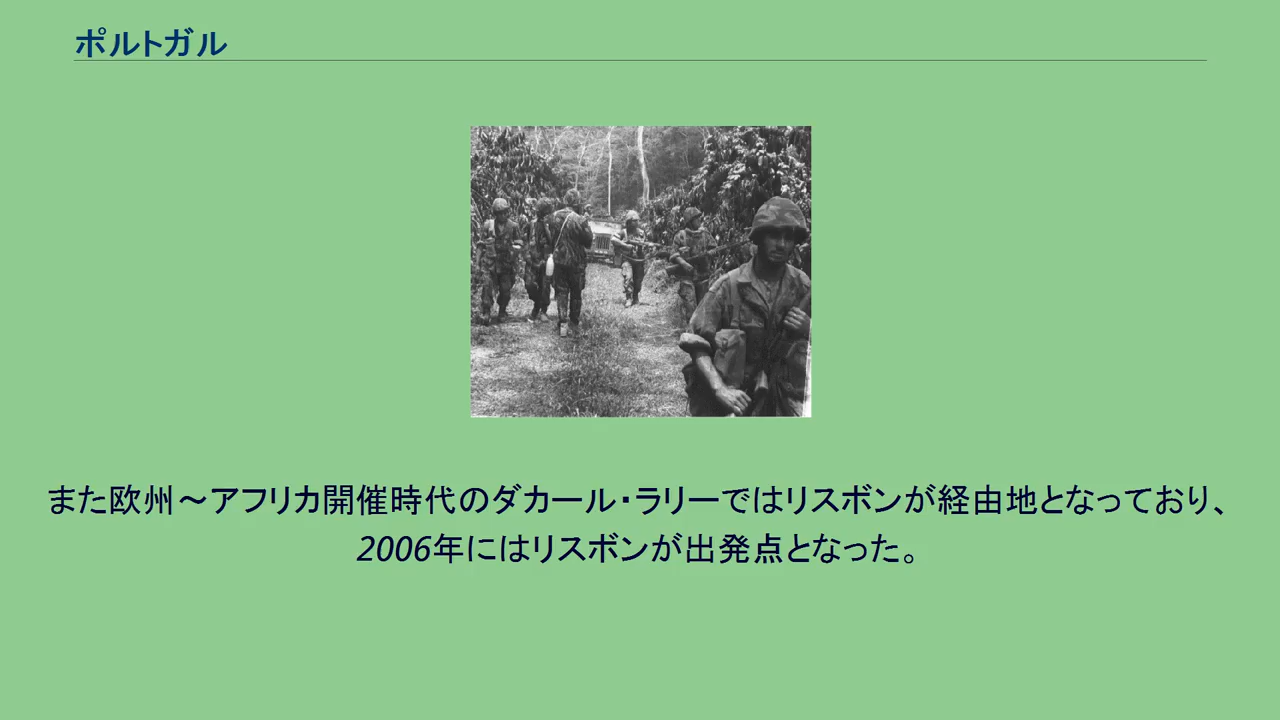 ポルトガル
また欧州～アフリカ開催時代のダカール・ラリーではリスボンが経由地となっており、
2006年にはリスボンが出発点となった。